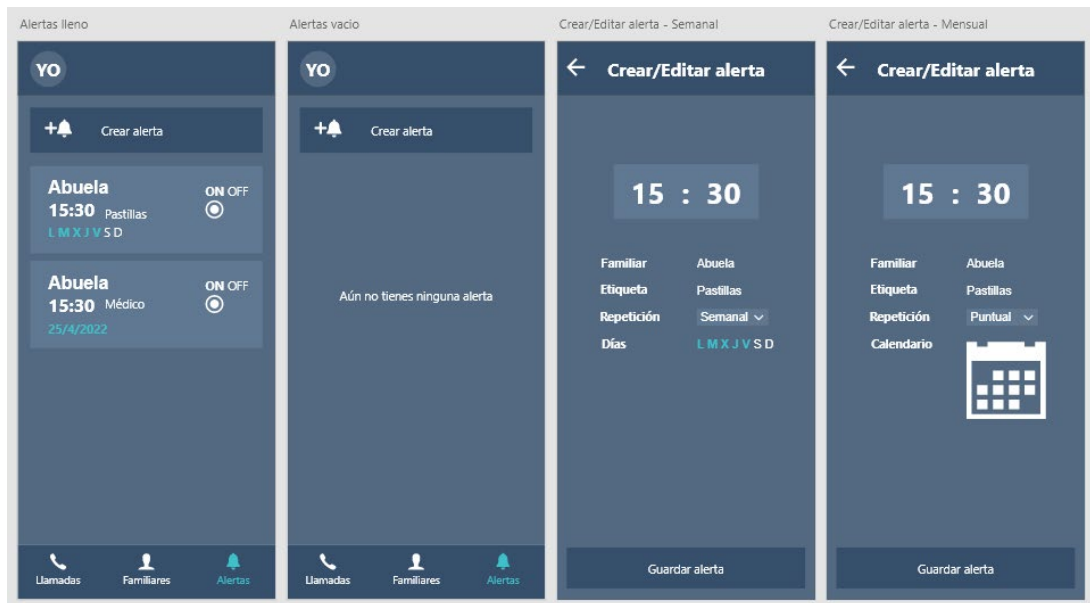 Alertas lleno
YO
Crear alerta
Abuela
ON OFF
15:30 Pastillas
L M X J V S D
Abuela
ON OFF
15:30 Médico
25/4/2022
Llamadas Familiares Alertas
Alertas vacio
YO
Crear alerta
Aún no tienes ninguna alerta
Llamadas Familiares Alertas
Crear/Editar alerta - Semanal
Crear/Editar alerta
15 : 30
Familiar Abuela
Etiqueta Pastillas
Repetición Semanal
Días L M X J V S D
Guardar alerta
Crear/Editar alerta - Mensual
Crear/Editar alerta
15 : 30
Familiar Abuela
Etiqueta Pastillas
Repetición Puntual
Calendario
Guardar alerta